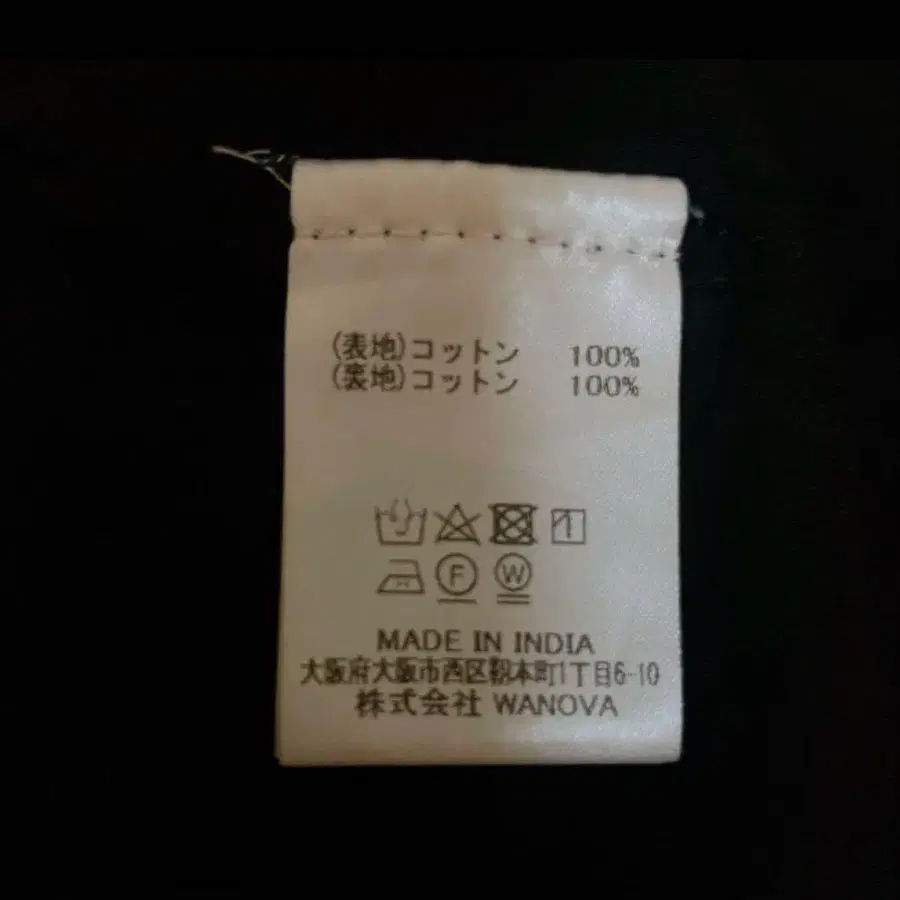 (表地)コットン 100%
(裏地)コットン 100%
F W
MADE IN INDIA
大阪府大阪市西区靱本町1丁目6-10
株式会社 WANOVA